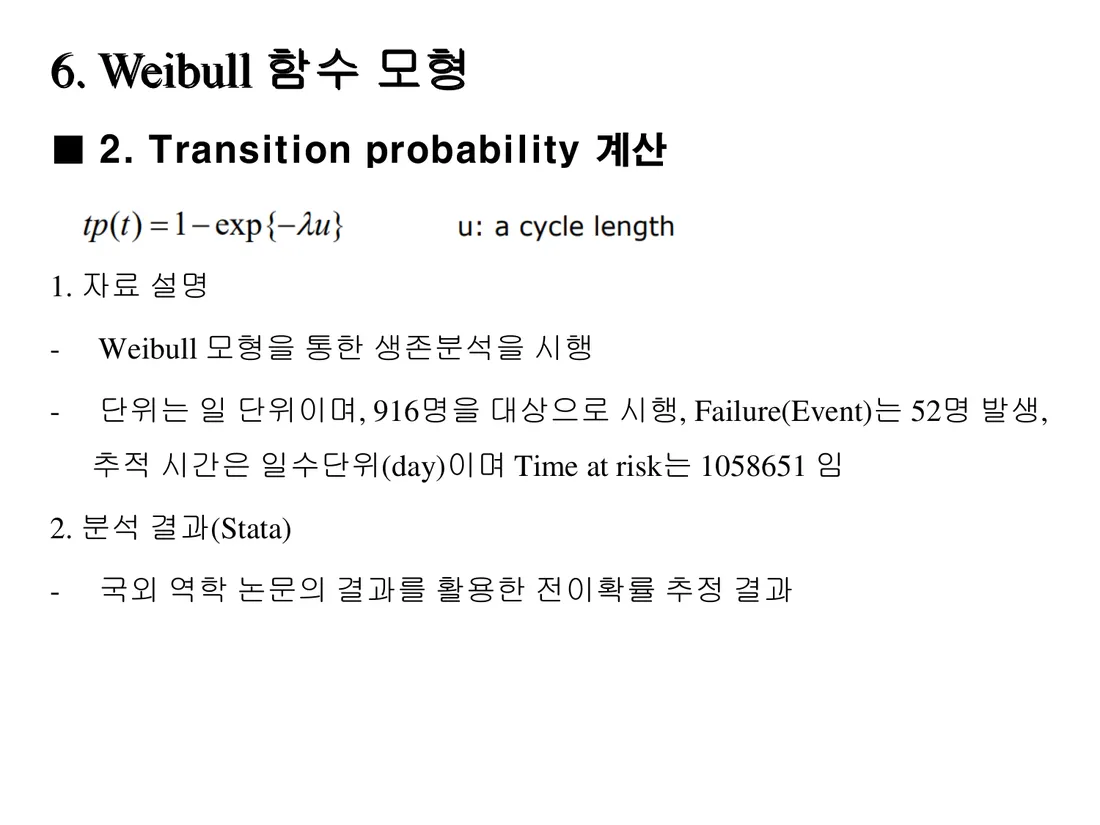 6. Weibull 함수 모형
■ 2. Transition probability 계산
tp(t) = 1 − exp{−λu} u: a cycle length
1. 자료 설명
- Weibull 모형을 통한 생존분석을 시행
- 단위는 일 단위이며, 916명을 대상으로 시행, Failure(Event)는 52명 발생,
추적 시간은 일수단위(day)이며 Time at risk는 1058651 임
2. 분석 결과(Stata)
- 국외 역학 논문의 결과를 활용한 전이확률 추정 결과